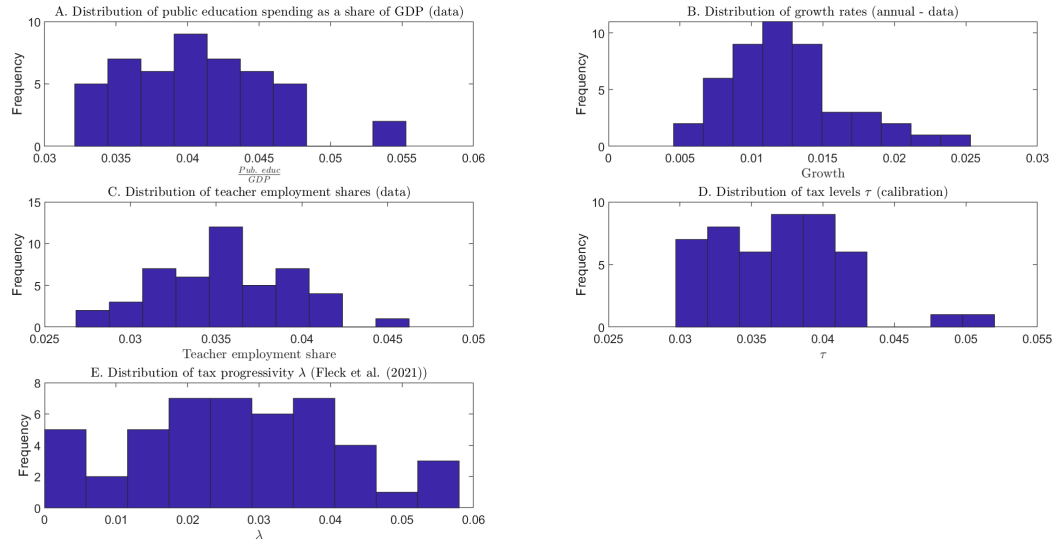 A. Distribution of public education spending as a share of GDP (data)
10
5
0
Frequency
0.03 0.035 0.04 0.045 0.05 0.055 0.06
Pub. educ
GDP
B. Distribution of growth rates (annual - data)
10
5
0
Frequency
0 0.005 0.01 0.015 0.02 0.025 0.03
Growth
C. Distribution of teacher employment shares (data)
15
10
5
0
Frequency
0.025 0.03 0.035 0.04 0.045 0.05
Teacher employment share
D. Distribution of tax levels τ (calibration)
10
5
0
Frequency
0.025 0.03 0.035 0.04 0.045 0.05 0.055
τ
E. Distribution of tax progressivity λ (Fleck et al. (2021))
8
6
4
2
0
Frequency
0 0.01 0.02 0.03 0.04 0.05 0.06
λ